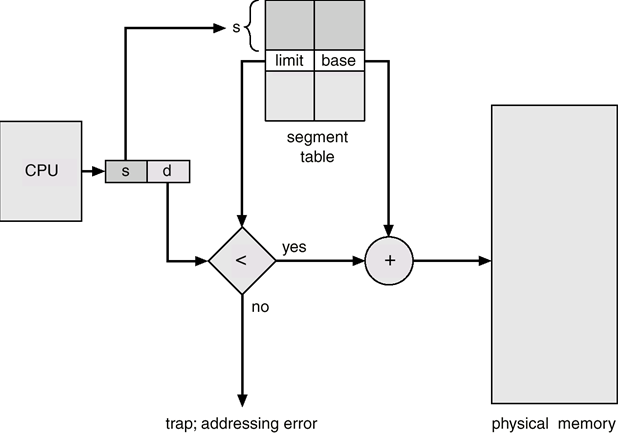 s
limit base
segment
table
CPU
s d
<
yes
+
no
trap; addressing error
physical memory